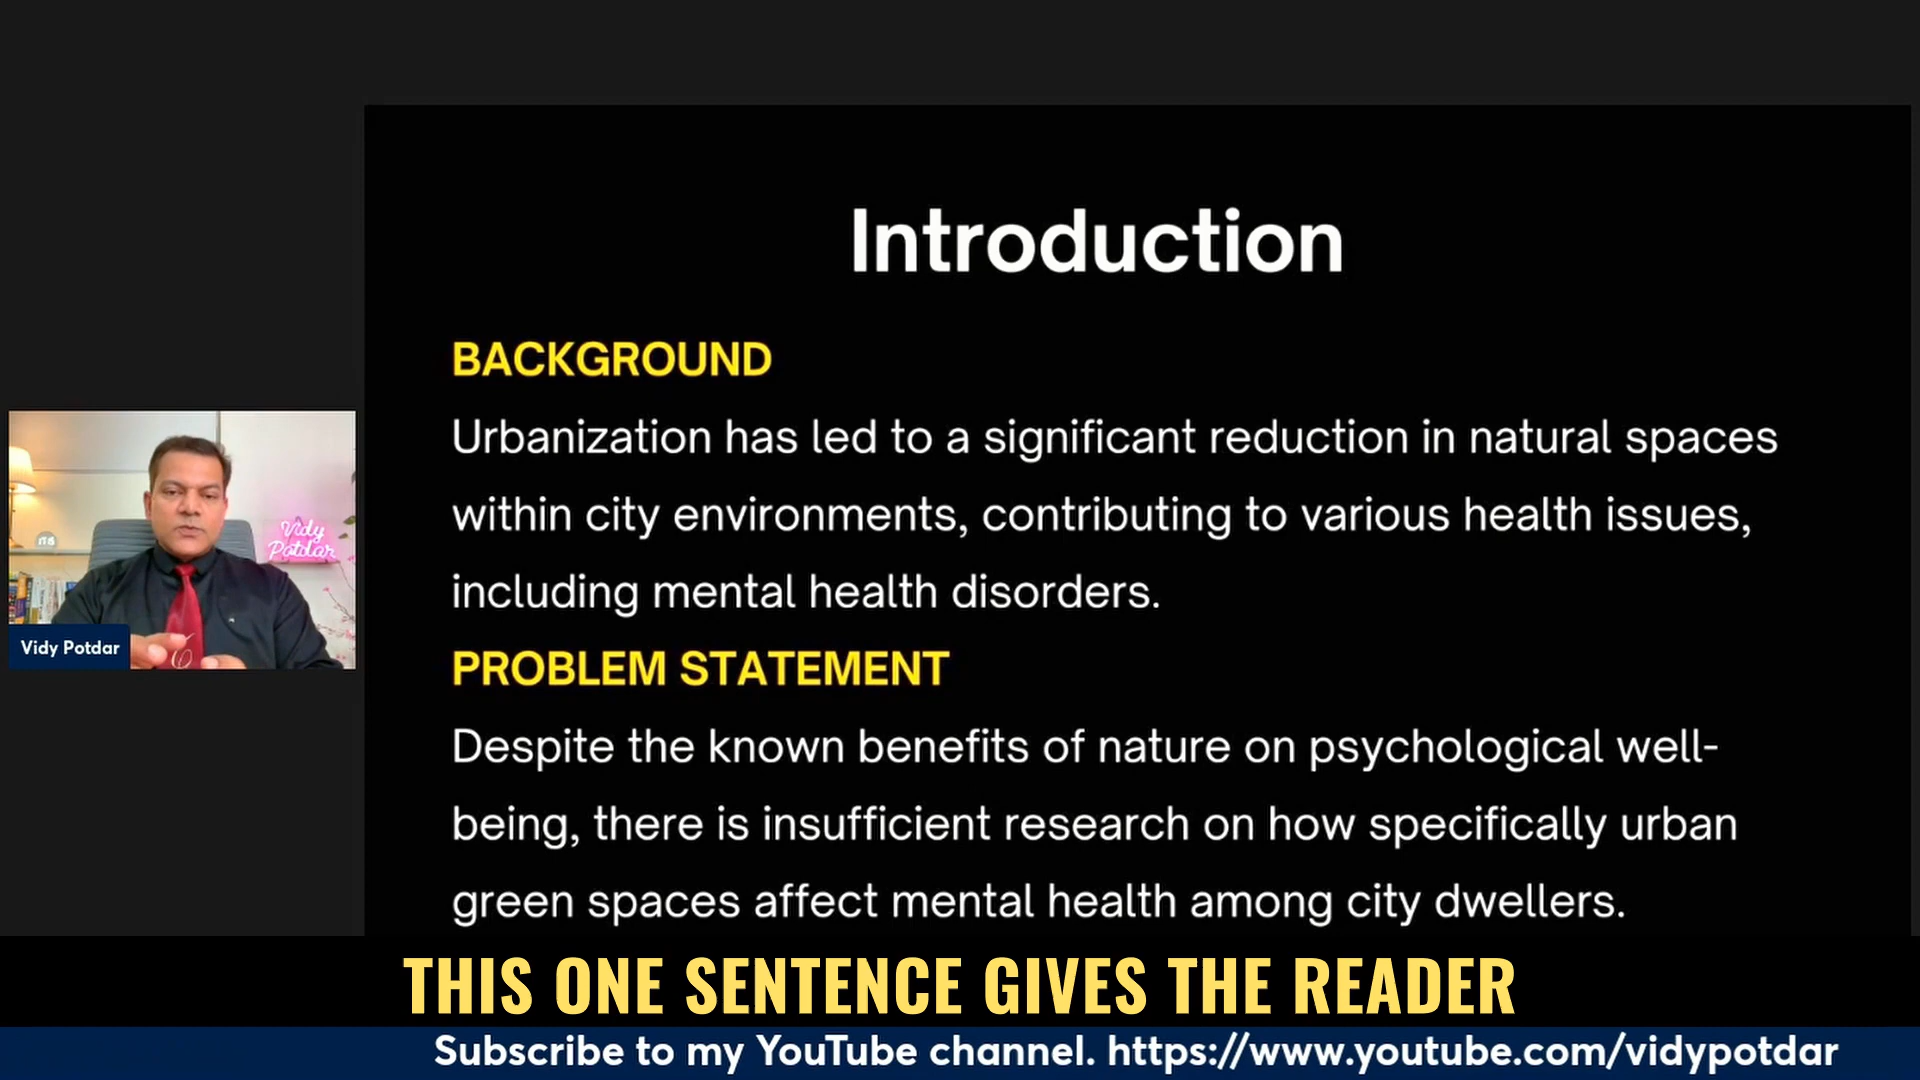 Introduction
BACKGROUND
Urbanization has led to a significant reduction in natural spaces
within city environments, contributing to various health issues,
including mental health disorders.
Vidy
Potdar
Vidy Potdar
PROBLEM STATEMENT
Despite the known benefits of nature on psychological well-
being, there is insufficient research on how specifically urban
green spaces affect mental health among city dwellers.
THIS ONE SENTENCE GIVES THE READER
Subscribe to my YouTube channel. https://www.youtube.com/vidypotdar